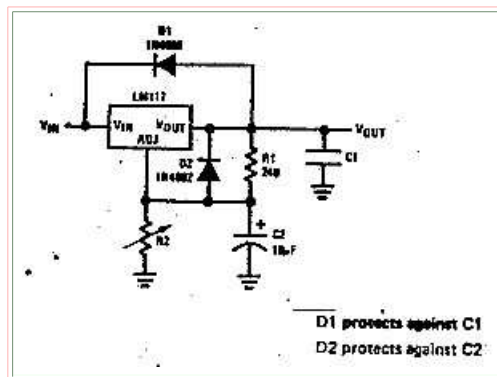 D1
1N4002
LM117
VIN
VIN VOUT
ADJ
VOUT
D2
1N4002
R1
240
C1
R2
C2
10μF
+
D1 protects against C1
D2 protects against C2